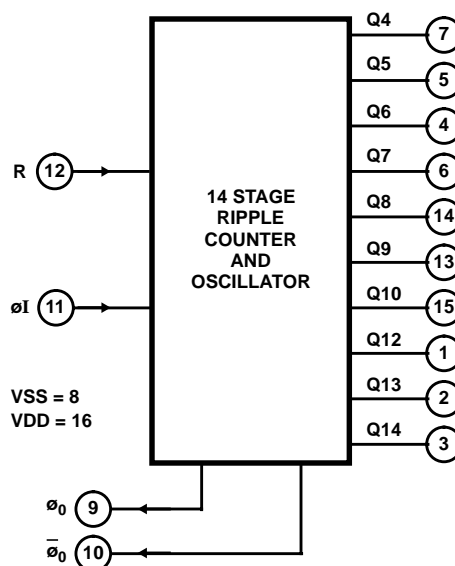 Q4 7
Q5 5
Q6 4
R 12
Q7 6
14 STAGE
RIPPLE
COUNTER
AND
OSCILLATOR
Q8 14
Q9 13
øI 11
Q10 15
Q12 1
VSS = 8
VDD = 16
Q13 2
Q14 3
ø₀ 9
ø̅₀ 10